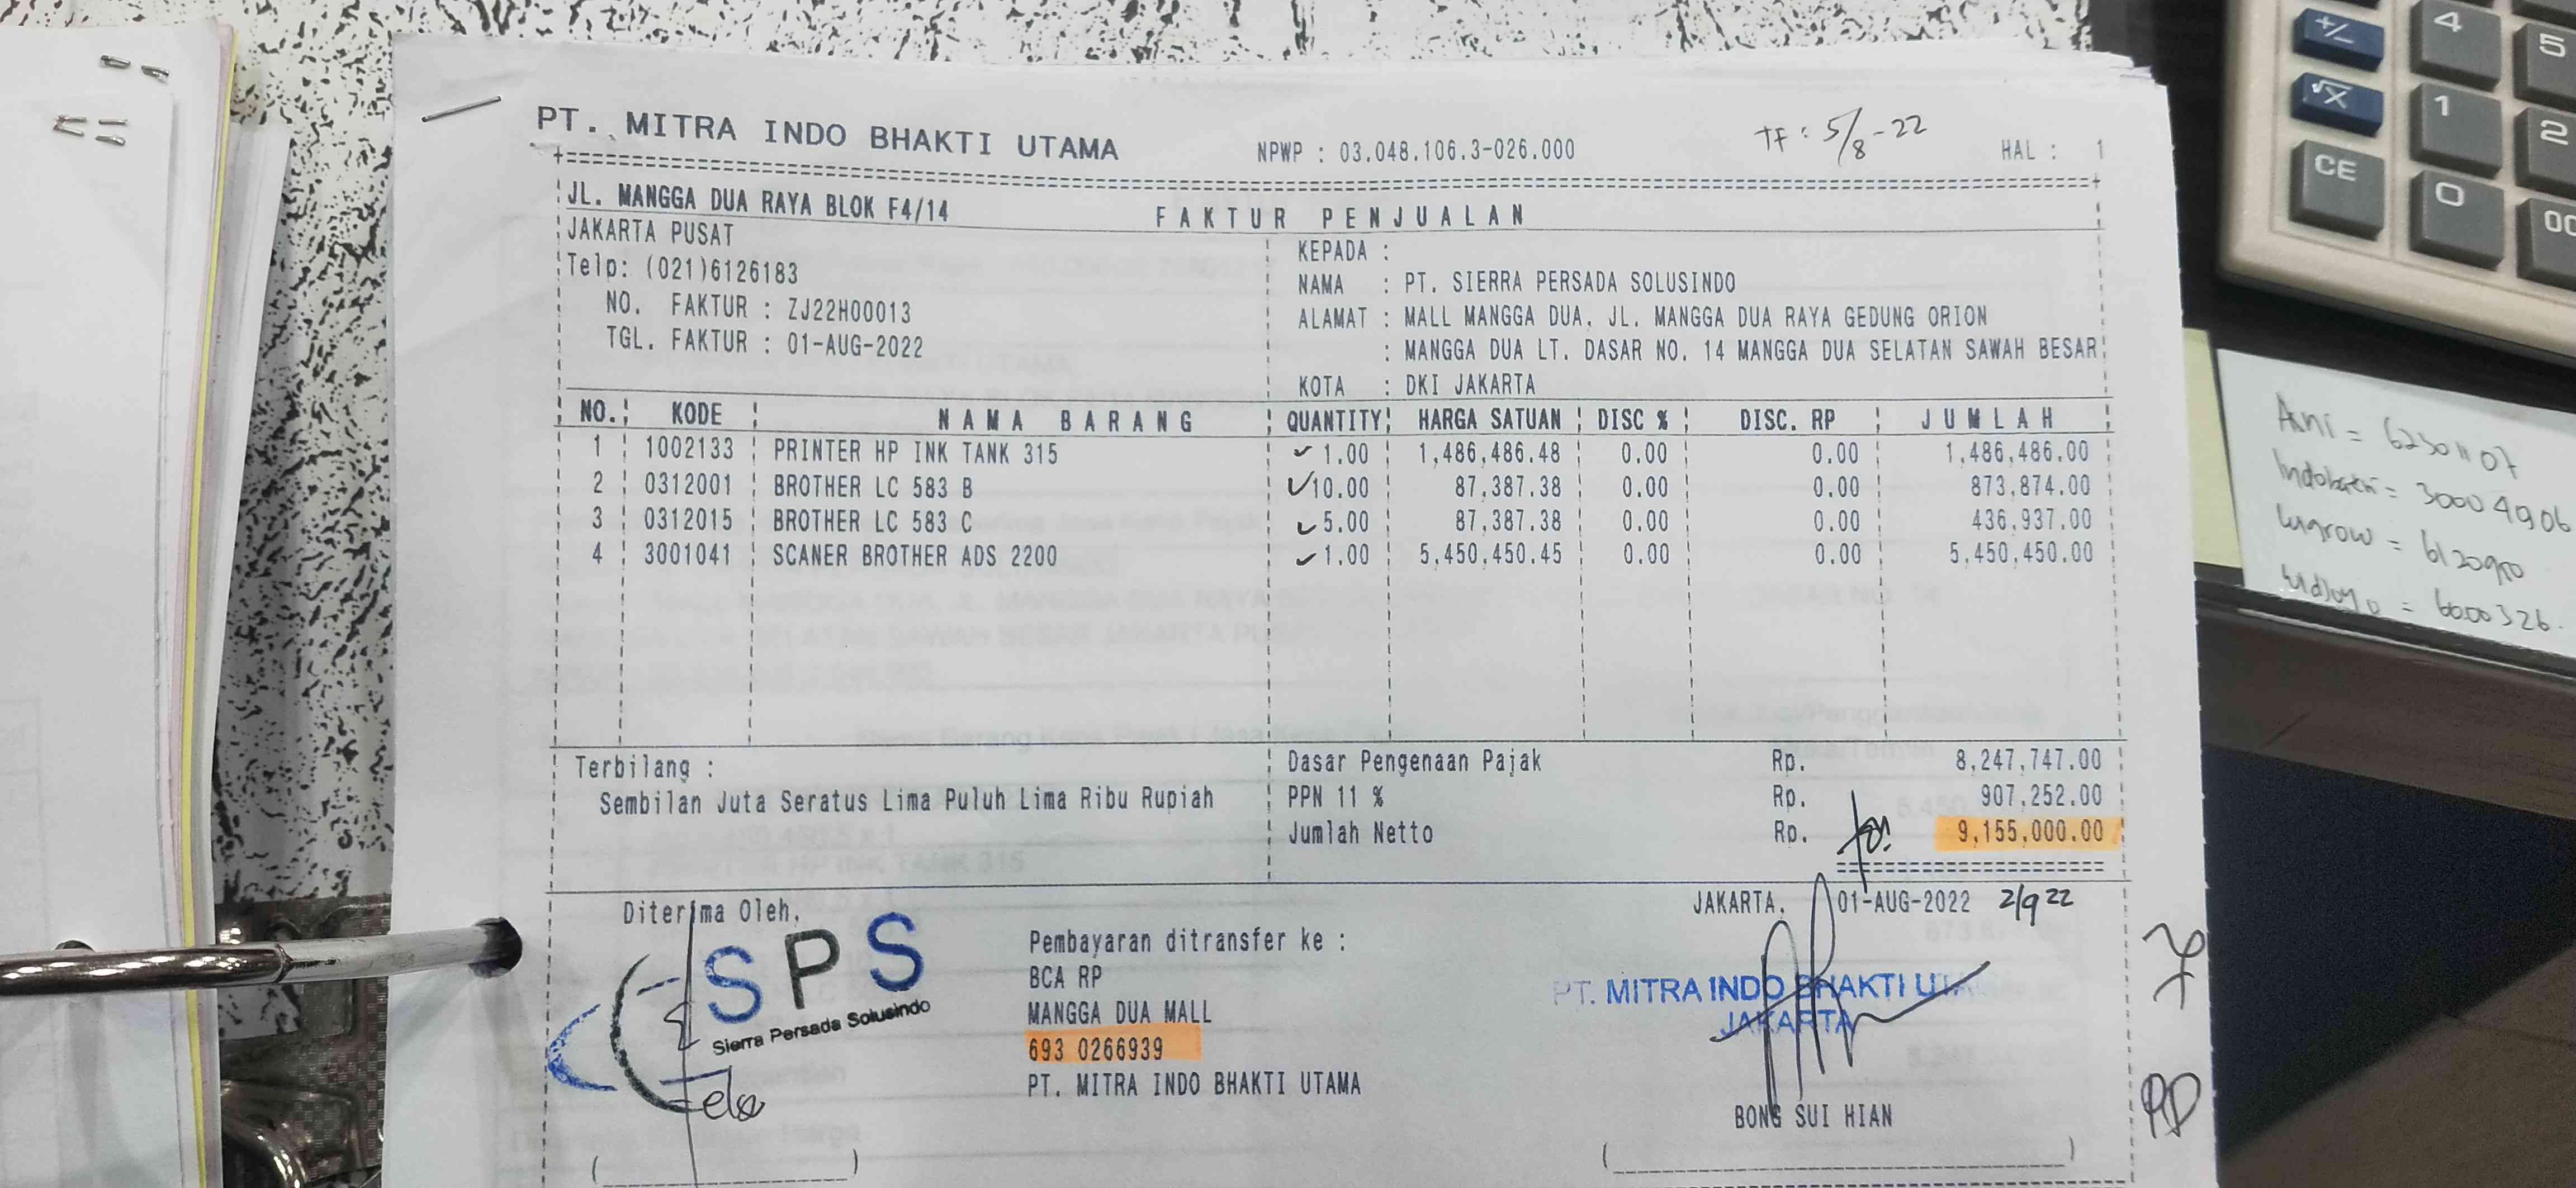 PT. MITRA INDO BHAKTI UTAMA
NPWP : 03.048.106.3-026.000
TF : 5/8-22
HAL : 1
JL. MANGGA DUA RAYA BLOK F4/14
FAKTUR PENJUALAN
JAKARTA PUSAT
Telp: (021)6126183
NO. FAKTUR : ZJ22H00013
TGL. FAKTUR : 01-AUG-2022
KEPADA :
NAMA : PT. SIERRA PERSADA SOLUSINDO
ALAMAT : MALL MANGGA DUA, JL. MANGGA DUA RAYA GEDUNG ORION
: MANGGA DUA LT. DASAR NO. 14 MANGGA DUA SELATAN SAWAH BESAR
KOTA : DKI JAKARTA
NO. KODE NAMA BARANG QUANTITY HARGA SATUAN DISC % DISC. RP JUMLAH
1 1002133 PRINTER HP INK TANK 315 1.00 1,486,486.48 0.00 0.00 1,486,486.00
2 0312001 BROTHER LC 583 B 10.00 87,387.38 0.00 0.00 873,874.00
3 0312015 BROTHER LC 583 C 5.00 87,387.38 0.00 0.00 436,937.00
4 3001041 SCANER BROTHER ADS 2200 1.00 5,450,450.45 0.00 0.00 5,450,450.00
Terbilang :
Sembilan Juta Seratus Lima Puluh Lima Ribu Rupiah
Dasar Pengenaan Pajak Rp. 8,247,747.00
PPN 11 % Rp. 907,252.00
Jumlah Netto Rp. 9,155,000.00
Diterima Oleh,
SPS
Sierra Persada Solusindo
Pembayaran ditransfer ke :
BCA RP
MANGGA DUA MALL
693 0266939
PT. MITRA INDO BHAKTI UTAMA
JAKARTA, 01-AUG-2022 2/9 22
PT. MITRA INDO BHAKTI
JAKARTA
BONG SUI HIAN
+/- 4 5
√X 1 2
CE 0 00
Ani =
= 30004906
= 6120910
= 6000326